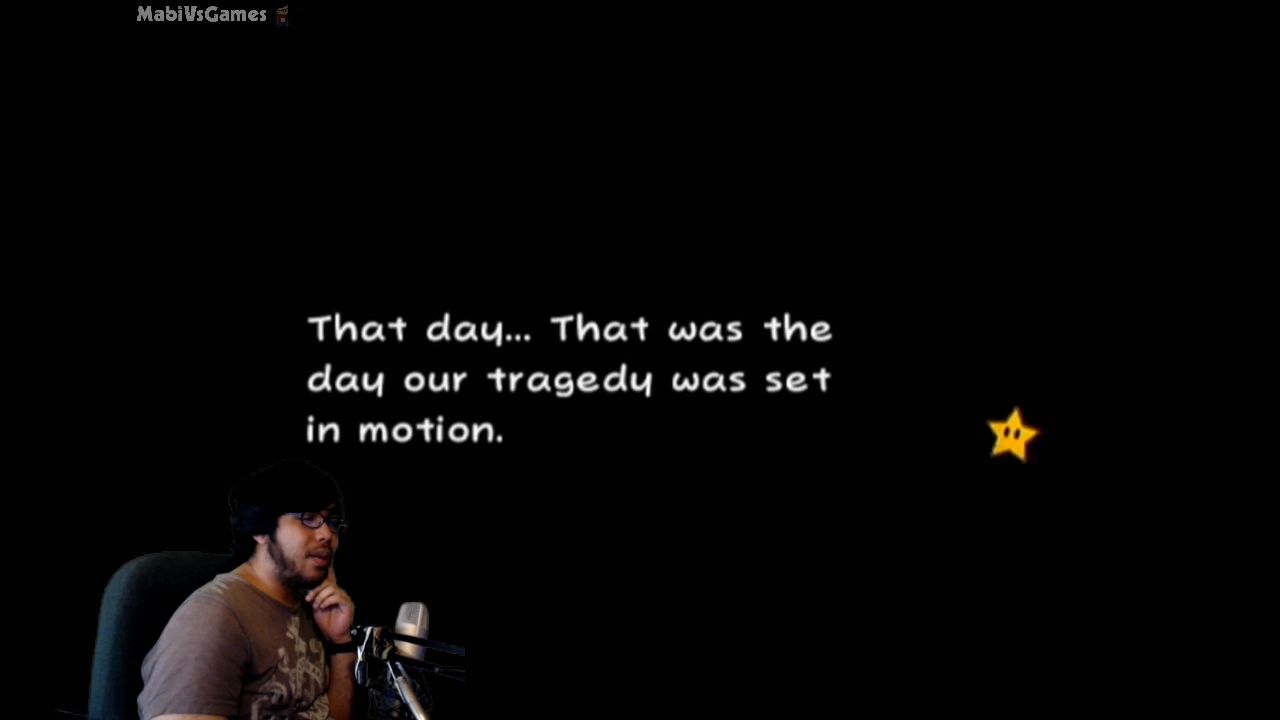 MabiVsGames
That day... That was the
day our tragedy was set
in motion.